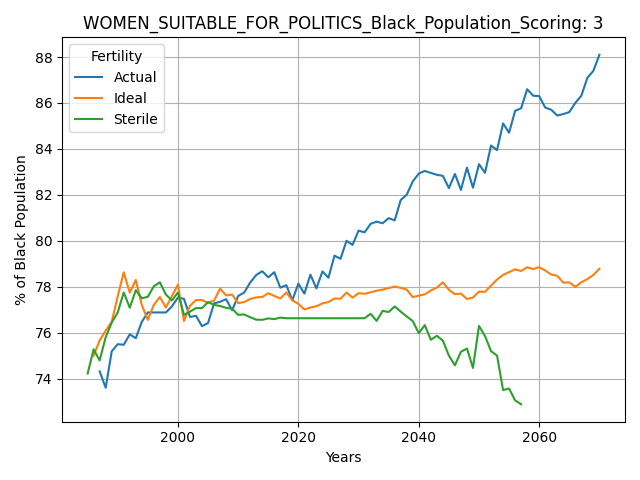 WOMEN_SUITABLE_FOR_POLITICS_Black_Population_Scoring: 3
Fertility
Actual
Ideal
Sterile
% of Black Population
88
86
84
82
80
78
76
74
2000
2020
2040
2060
Years